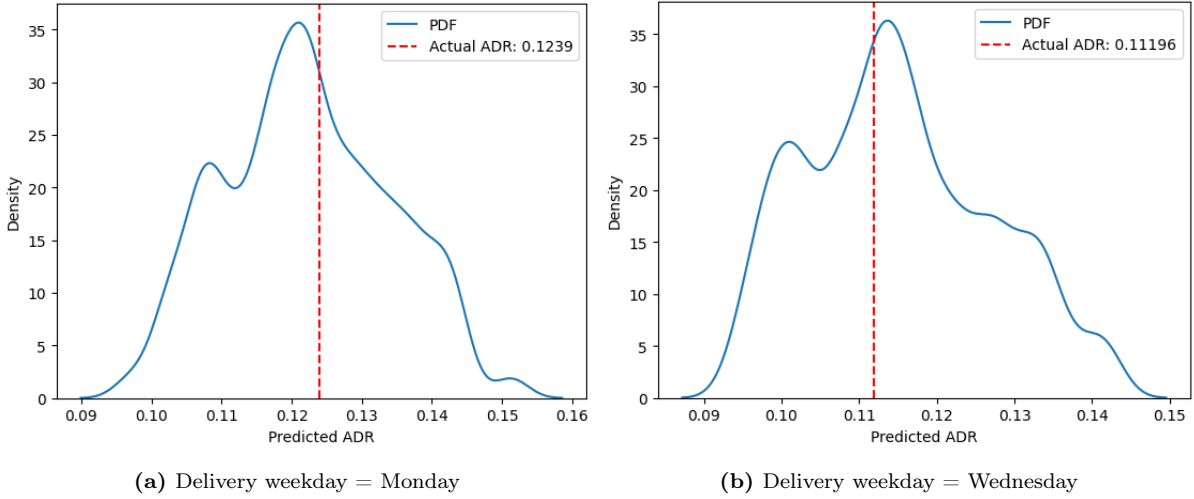 35
30
25
20
15
10
5
0
Density
PDF
Actual ADR: 0.1239
0.09 0.10 0.11 0.12 0.13 0.14 0.15 0.16
Predicted ADR
(a) Delivery weekday = Monday
35
30
25
20
15
10
5
0
Density
PDF
Actual ADR: 0.11196
0.09 0.10 0.11 0.12 0.13 0.14 0.15
Predicted ADR
(b) Delivery weekday = Wednesday